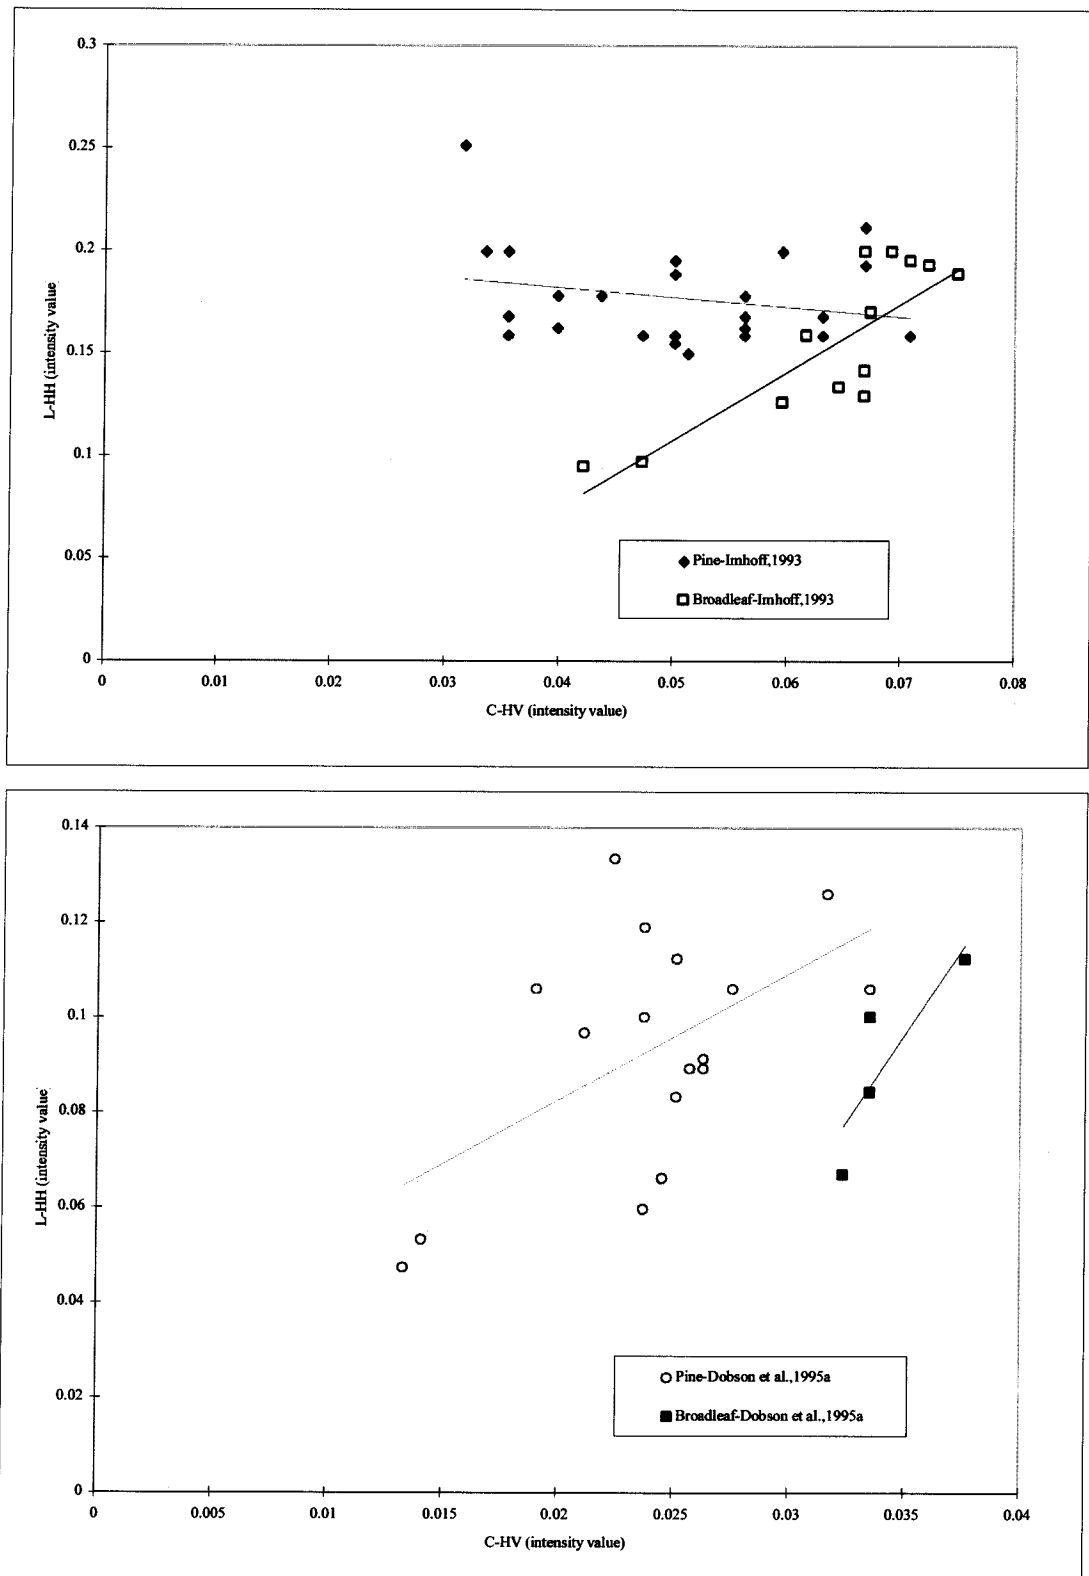 0.3
0.25
0.2
0.15
0.1
0.05
0
L-HH (intensity value)
0 0.01 0.02 0.03 0.04 0.05 0.06 0.07 0.08
C-HV (intensity value)
Pine-Imhoff,1993
Broadleaf-Imhoff,1993
0.14
0.12
0.1
0.08
0.06
0.04
0.02
0
L-HH (intensity value)
0 0.005 0.01 0.015 0.02 0.025 0.03 0.035 0.04
C-HV (intensity value)
Pine-Dobson et al.,1995a
Broadleaf-Dobson et al.,1995a